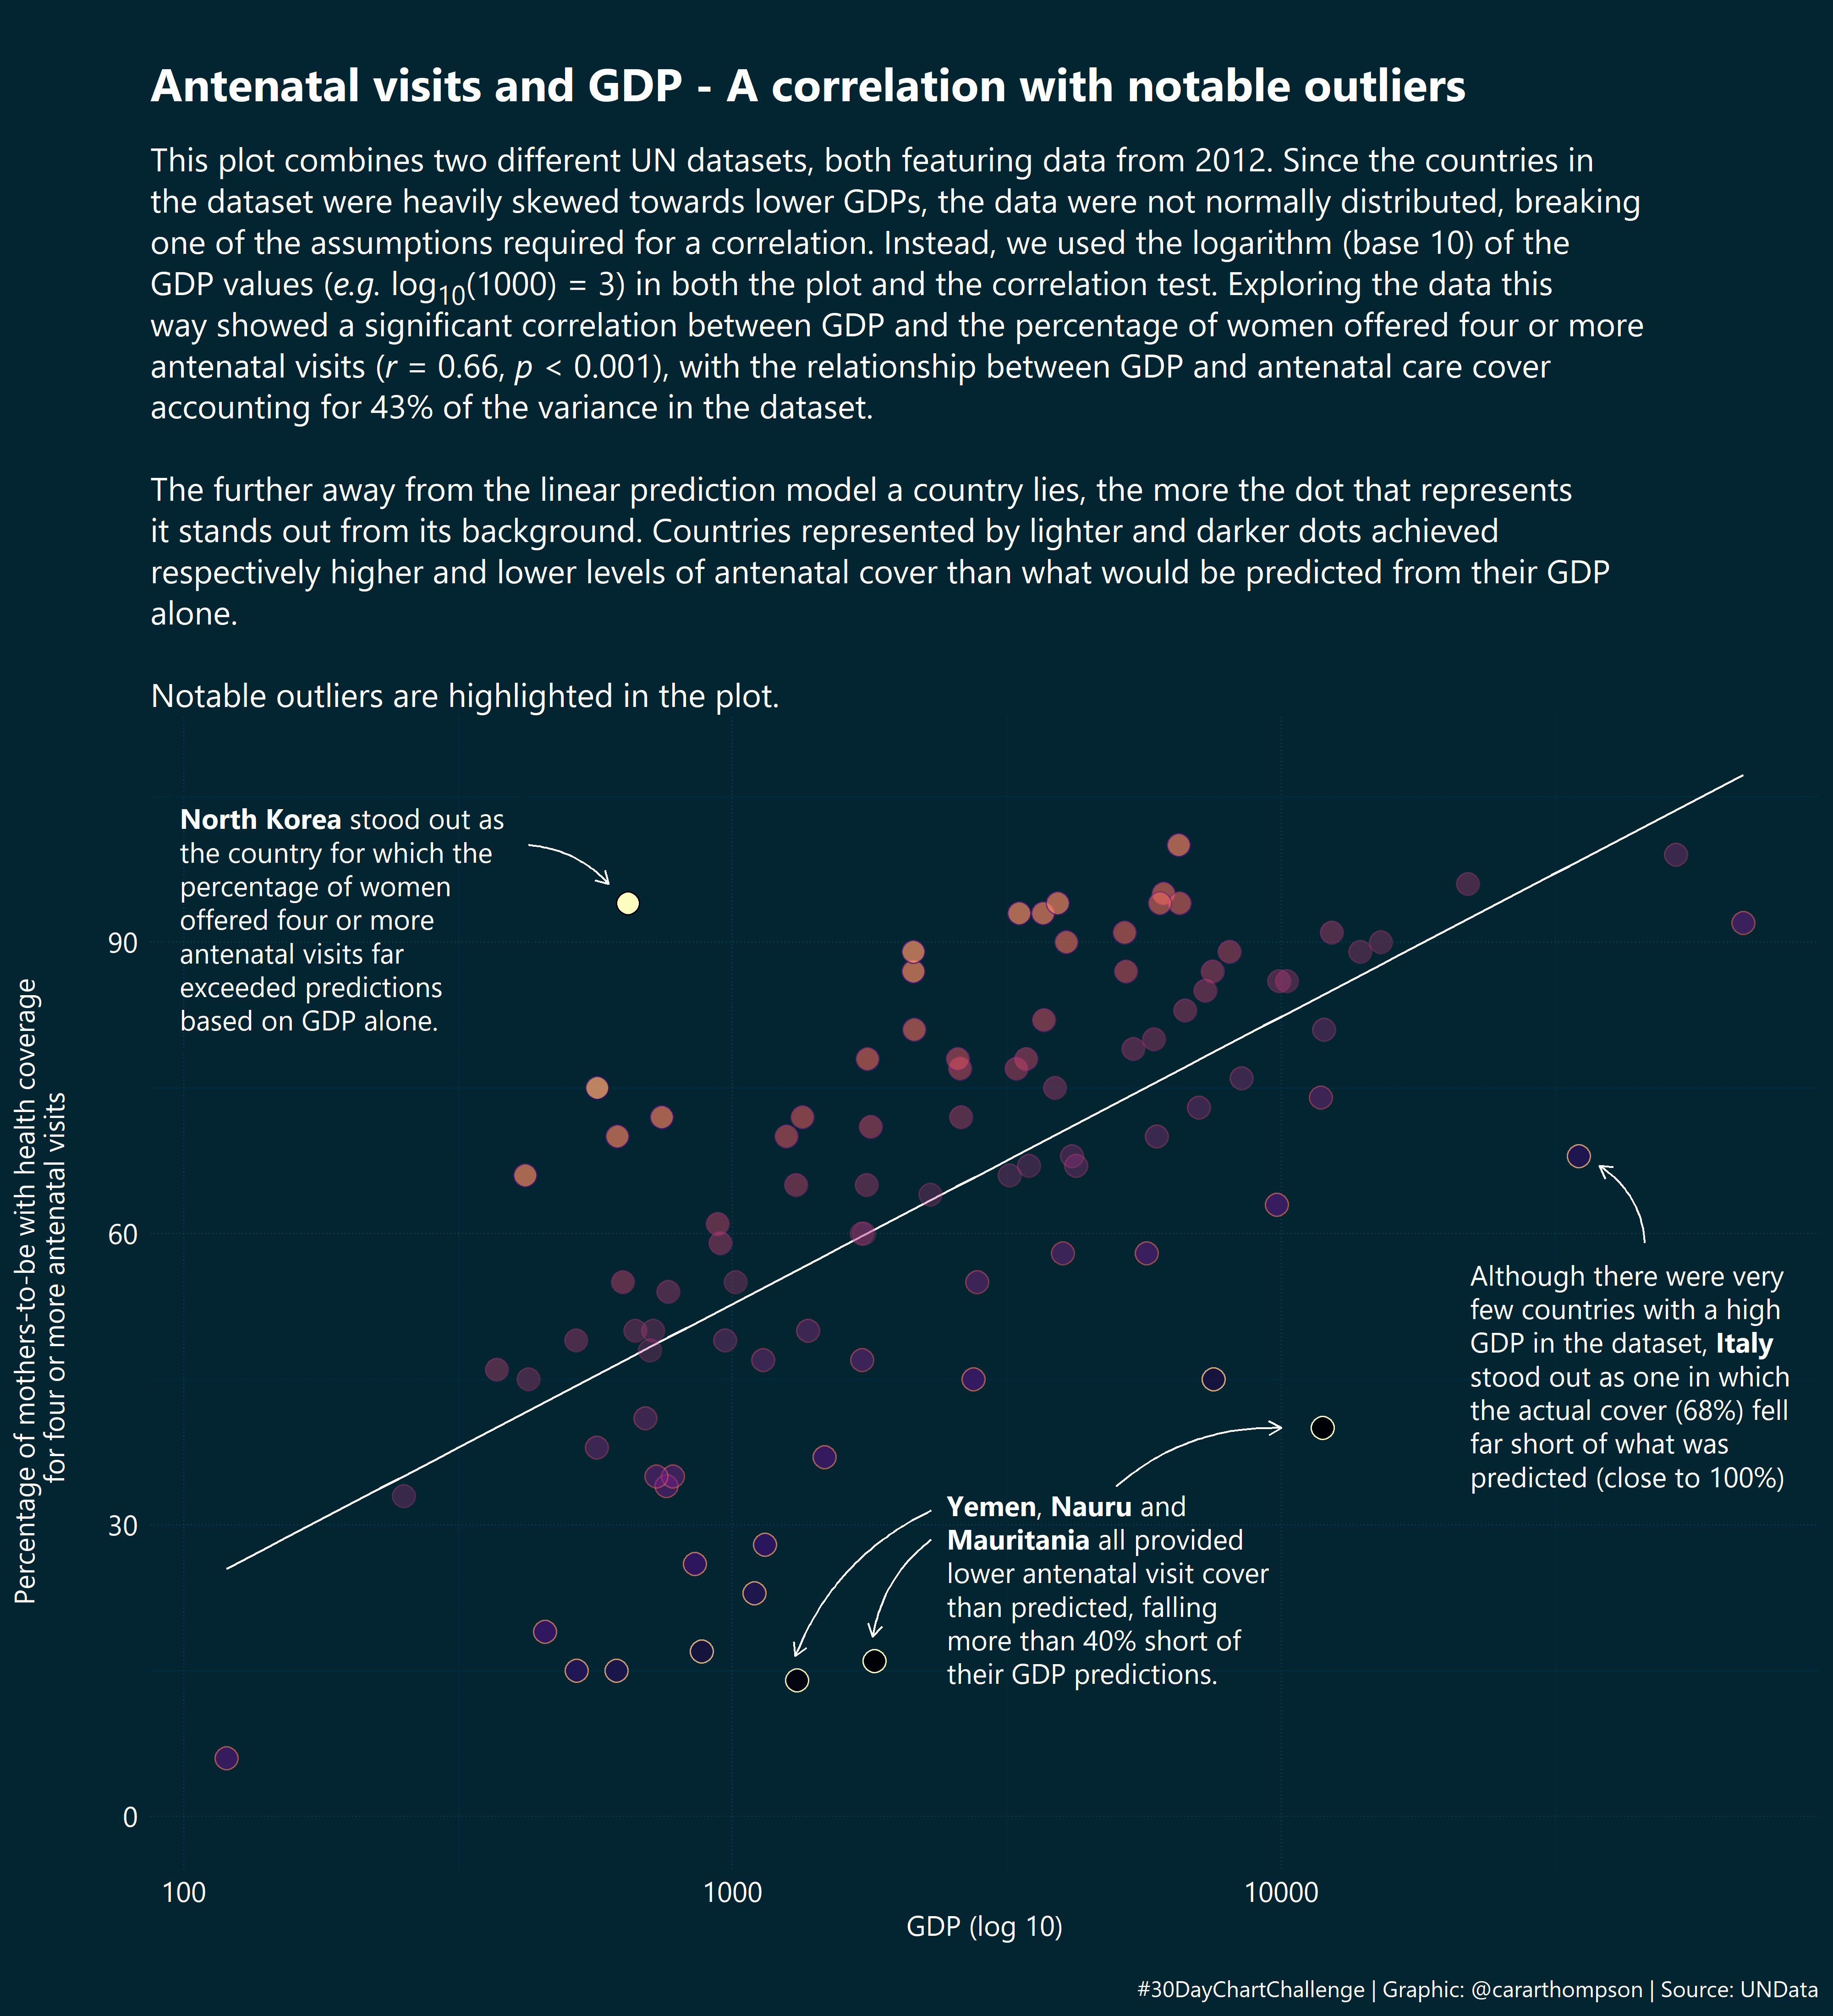 Antenatal visits and GDP - A correlation with notable outliers
This plot combines two different UN datasets, both featuring data from 2012. Since the countries in
the dataset were heavily skewed towards lower GDPs, the data were not normally distributed, breaking
one of the assumptions required for a correlation. Instead, we used the logarithm (base 10) of the
GDP values (e.g. log10(1000) = 3) in both the plot and the correlation test. Exploring the data this
way showed a significant correlation between GDP and the percentage of women offered four or more
antenatal visits (r = 0.66, p < 0.001), with the relationship between GDP and antenatal care cover
accounting for 43% of the variance in the dataset.
The further away from the linear prediction model a country lies, the more the dot that represents
it stands out from its background. Countries represented by lighter and darker dots achieved
respectively higher and lower levels of antenatal cover than what would be predicted from their GDP
alone.
Notable outliers are highlighted in the plot.
North Korea stood out as
the country for which the
percentage of women
offered four or more
antenatal visits far
exceeded predictions
based on GDP alone.
Although there were very
few countries with a high
GDP in the dataset, Italy
stood out as one in which
the actual cover (68%) fell
far short of what was
predicted (close to 100%)
Yemen, Nauru and
Mauritania all provided
lower antenatal visit cover
than predicted, falling
more than 40% short of
their GDP predictions.
Percentage of mothers-to-be with health coverage
for four or more antenatal visits
90
60
30
0
100
1000
10000
GDP (log 10)
#30DayChartChallenge | Graphic: @cararthompson | Source: UNData